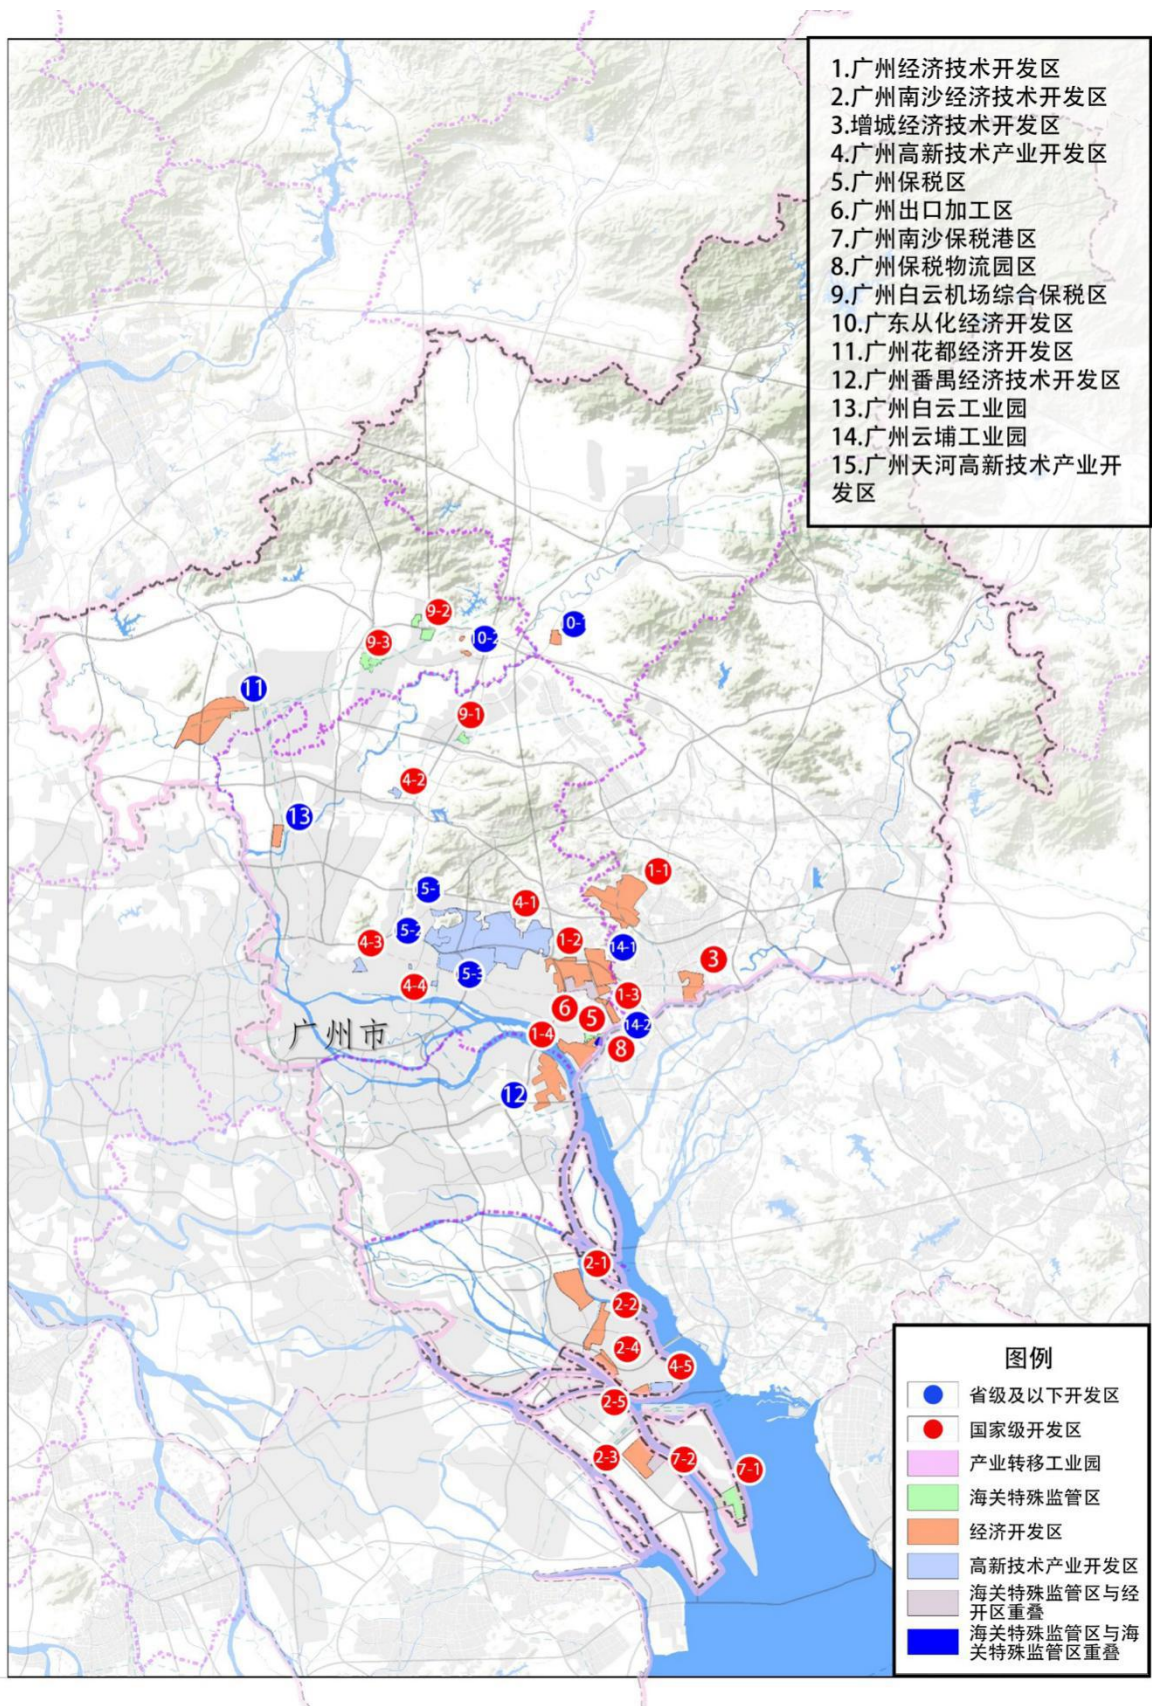 1.广州经济技术开发区
2.广州南沙经济技术开发区
3.增城经济技术开发区
4.广州高新技术产业开发区
5.广州保税区
6.广州出口加工区
7.广州南沙保税港区
8.广州保税物流园区
9.广州白云机场综合保税区
10.广东从化经济开发区
11.广州花都经济开发区
12.广州番禺经济技术开发区
13.广州白云工业园
14.广州云埔工业园
15.广州天河高新技术产业开
发区
9-2
10-1
10-2
9-3
11
9-1
4-2
13
1-1
15-1
4-1
15-2
4-3
1-2
14-1
3
15-3
4-4
1-3
6
5
14-2
广州市
1-4
8
12
2-1
2-2
2-4
4-5
2-5
2-3
7-2
7-1
图例
省级及以下开发区
国家级开发区
产业转移工业园
海关特殊监管区
经济开发区
高新技术产业开发区
海关特殊监管区与经
开区重叠
海关特殊监管区与海
关特殊监管区重叠